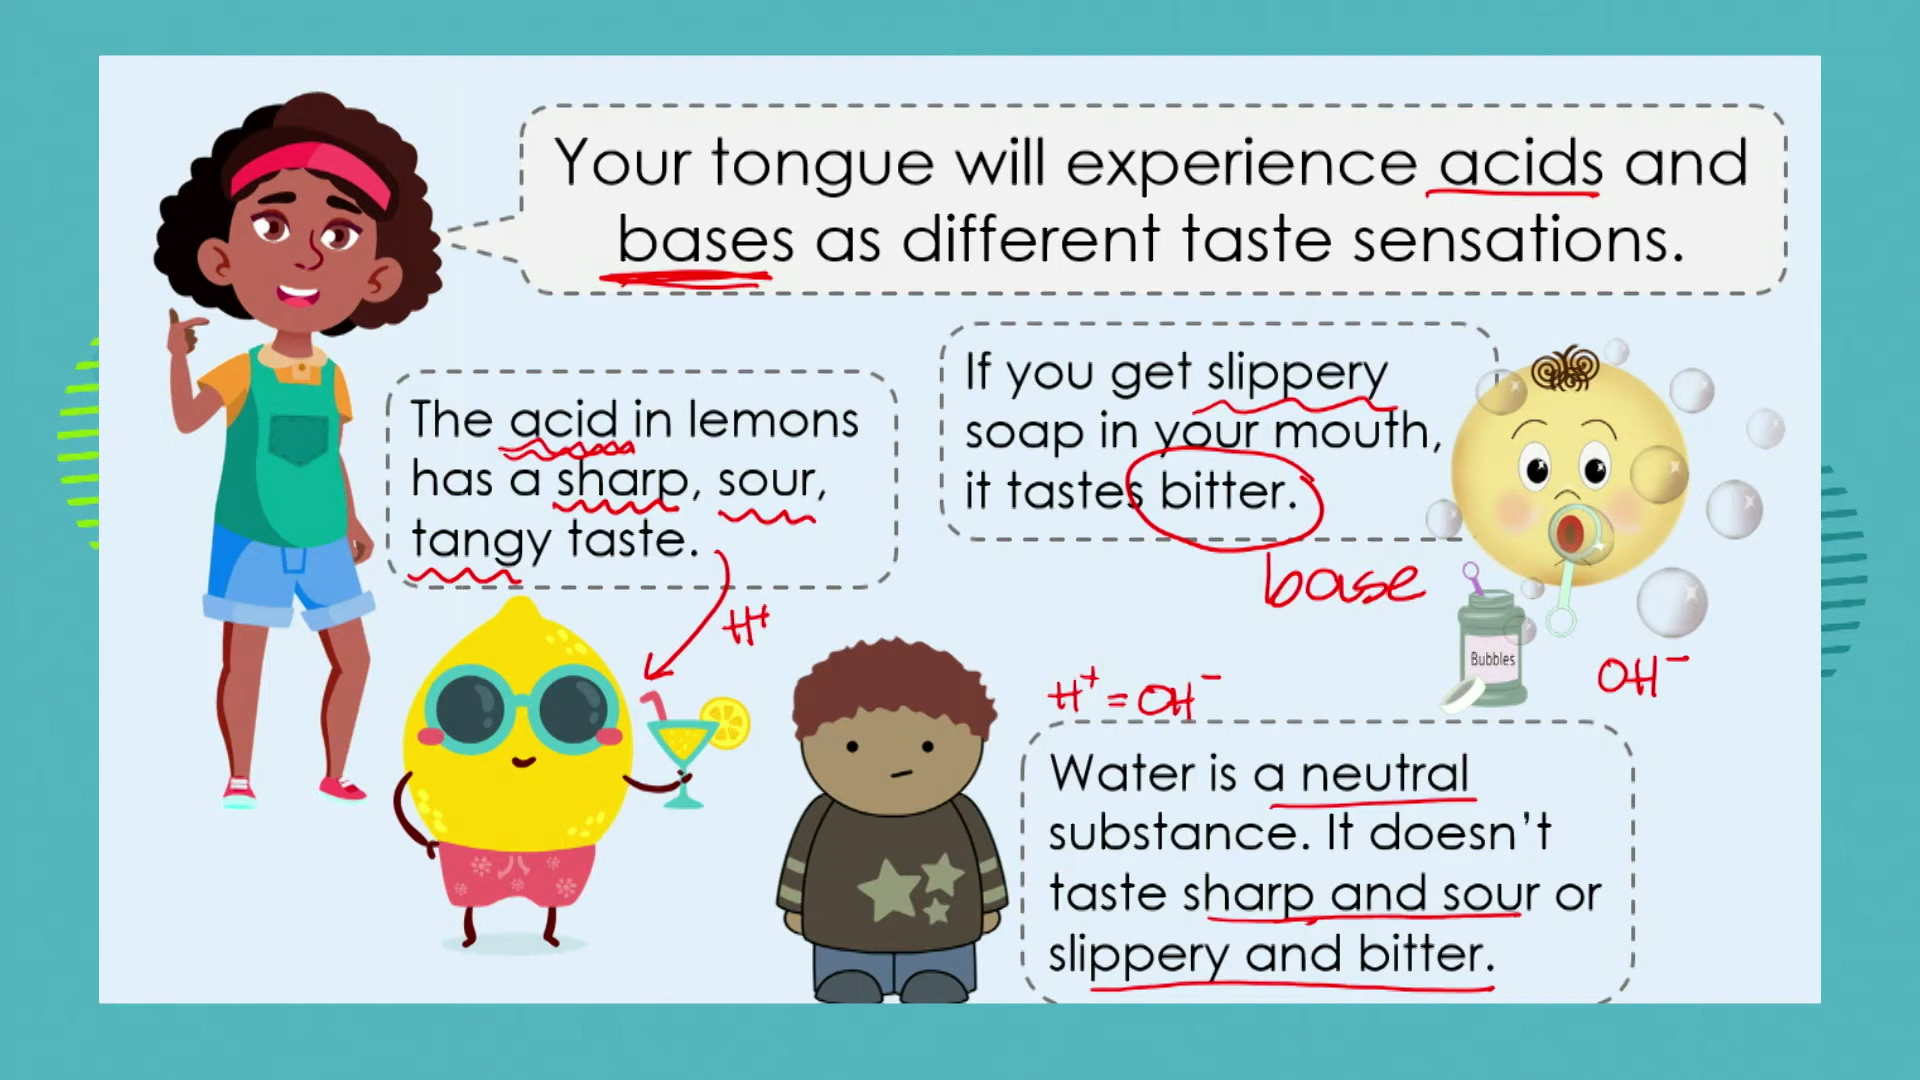 Your tongue will experience acids and
bases as different taste sensations.
The acid in lemons
has a sharp, sour,
tangy taste.
H+
If you get slippery
soap in your mouth,
it tastes bitter.
base
Bubbles
OH⁻
H⁺ = OH⁻
Water is a neutral
substance. It doesn’t
taste sharp and sour or
slippery and bitter.